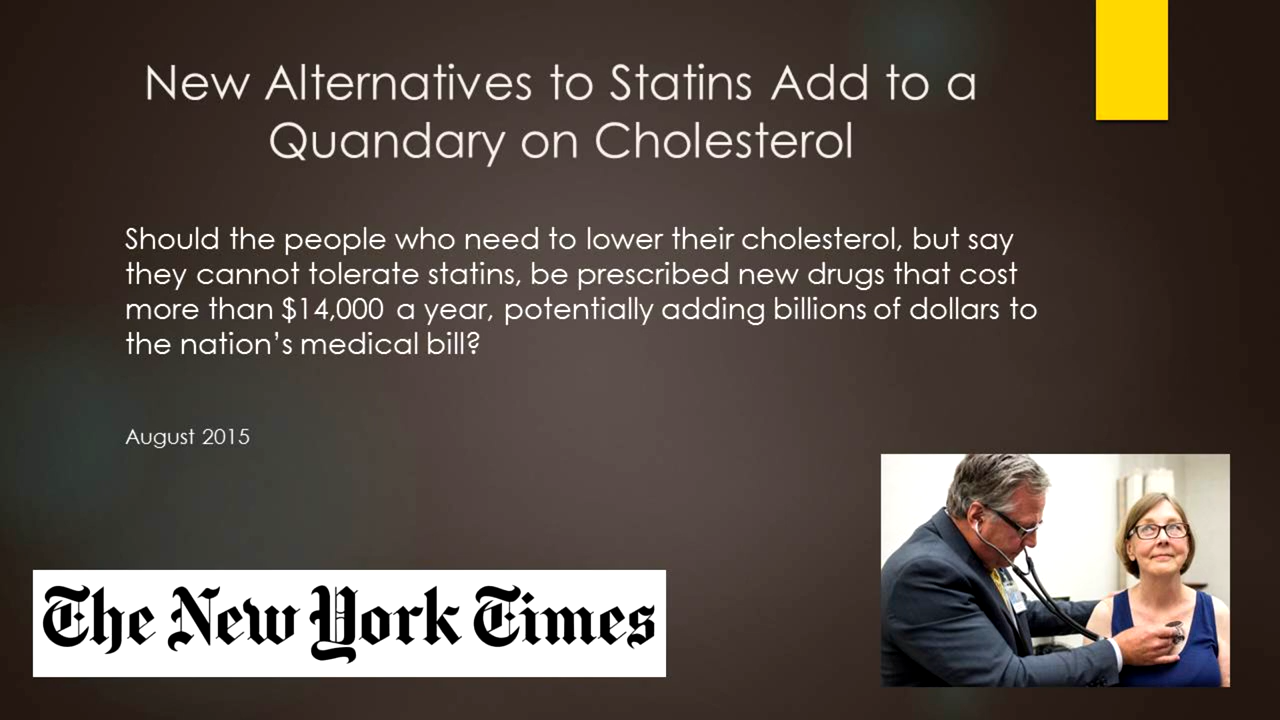 New Alternatives to Statins Add to a
Quandary on Cholesterol
Should the people who need to lower their cholesterol, but say
they cannot tolerate statins, be prescribed new drugs that cost
more than $14,000 a year, potentially adding billions of dollars to
the nation’s medical bill?
August 2015
The New York Times